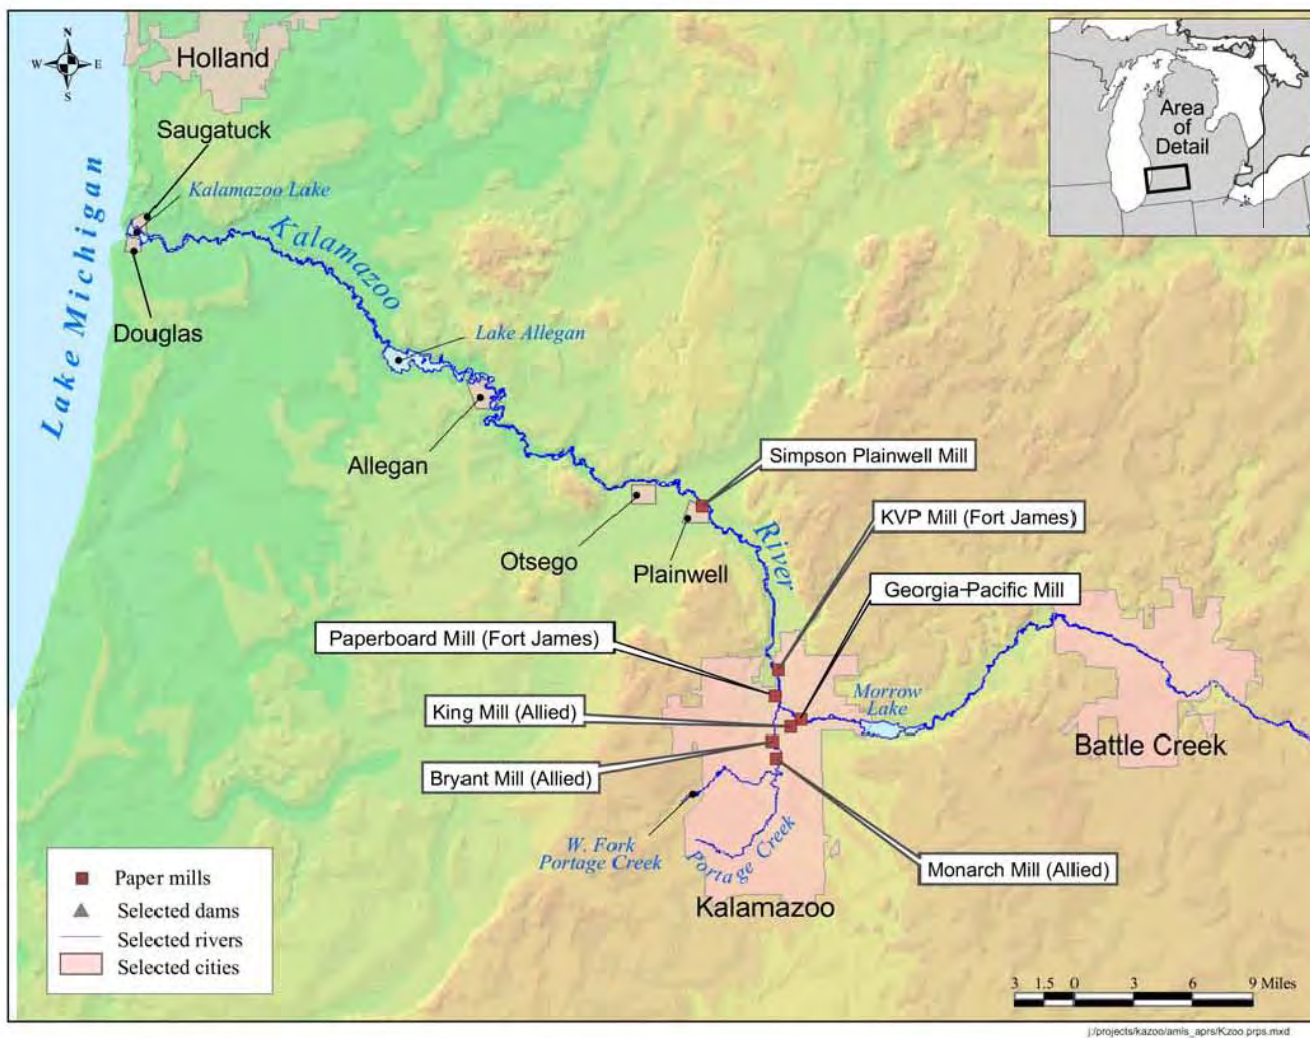 N
W E
S
Holland
Saugatuck
Kalamazoo Lake
Lake Michigan
Kalamazoo
Douglas
Lake Allegan
Allegan
Otsego
Plainwell
River
Simpson Plainwell Mill
KVP Mill (Fort James)
Georgia-Pacific Mill
Paperboard Mill (Fort James)
King Mill (Allied)
Bryant Mill (Allied)
Morrow
Lake
Battle Creek
W. Fork
Portage Creek
Portage Creek
Monarch Mill (Allied)
Kalamazoo
Area
of
Detail
Paper mills
Selected dams
Selected rivers
Selected cities
3 1.5 0 3 6 9 Miles
j:/projects/kazoo/amis_aprs/Kzoo prps.mxd